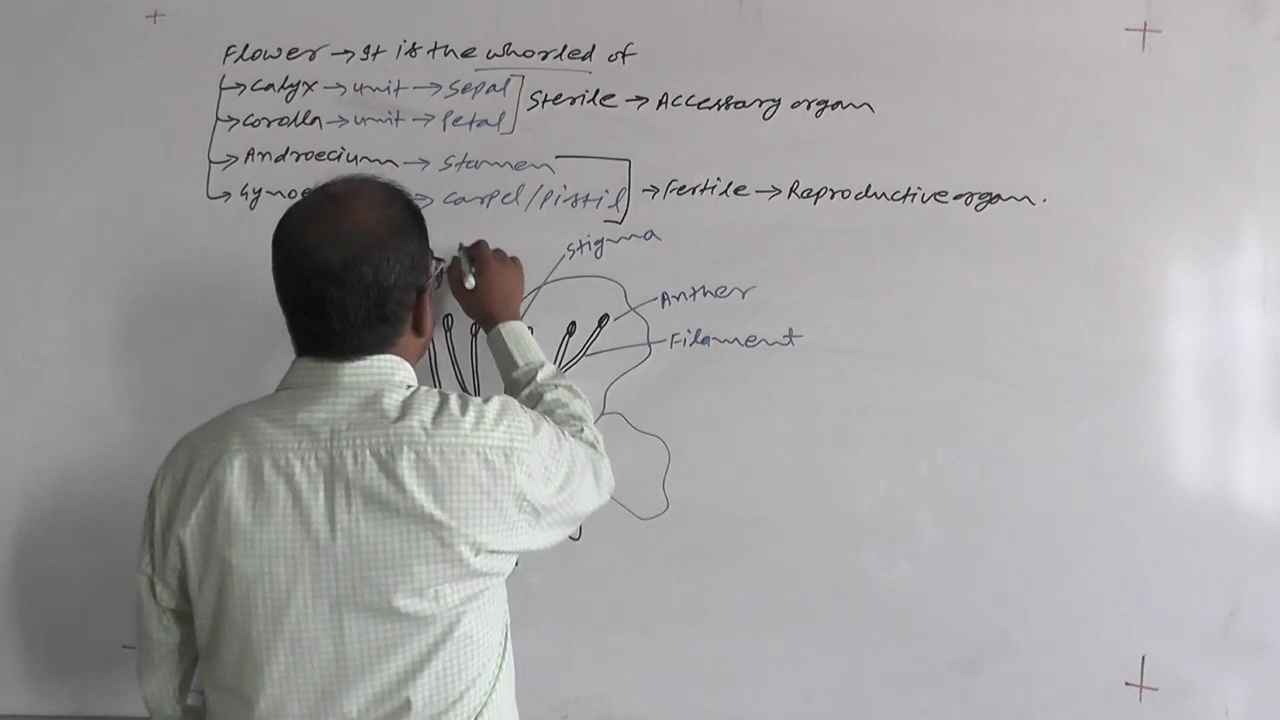 Flower → It is the whorled of
→ Calyx → unit → Sepal
Sterile → Accessary organ
→ Corolla → unit → Petal
→ Androecium → Stamen
→ Carpel/Pistil → Fertile → Reproductive organ.
Stigma
Anther
Filament